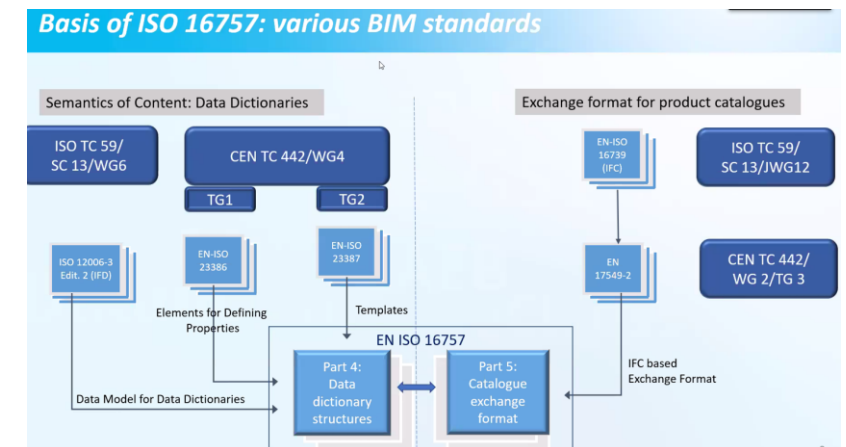 Basis of ISO 16757: various BIM standards
Semantics of Content: Data Dictionaries
Exchange format for product catalogues
ISO TC 59/
SC 13/WG6
CEN TC 442/WG4
TG1
TG2
EN-ISO
16739
(IFC)
ISO TC 59/
SC 13/JWG12
ISO 12006-3
Edit. 2 (IFD)
EN-ISO
23386
EN-ISO
23387
EN
17549-2
CEN TC 442/
WG 2/TG 3
Elements for Defining
Properties
Templates
EN ISO 16757
Part 4:
Data
dictionary
structures
Part 5:
Catalogue
exchange
format
IFC based
Exchange Format
Data Model for Data Dictionaries